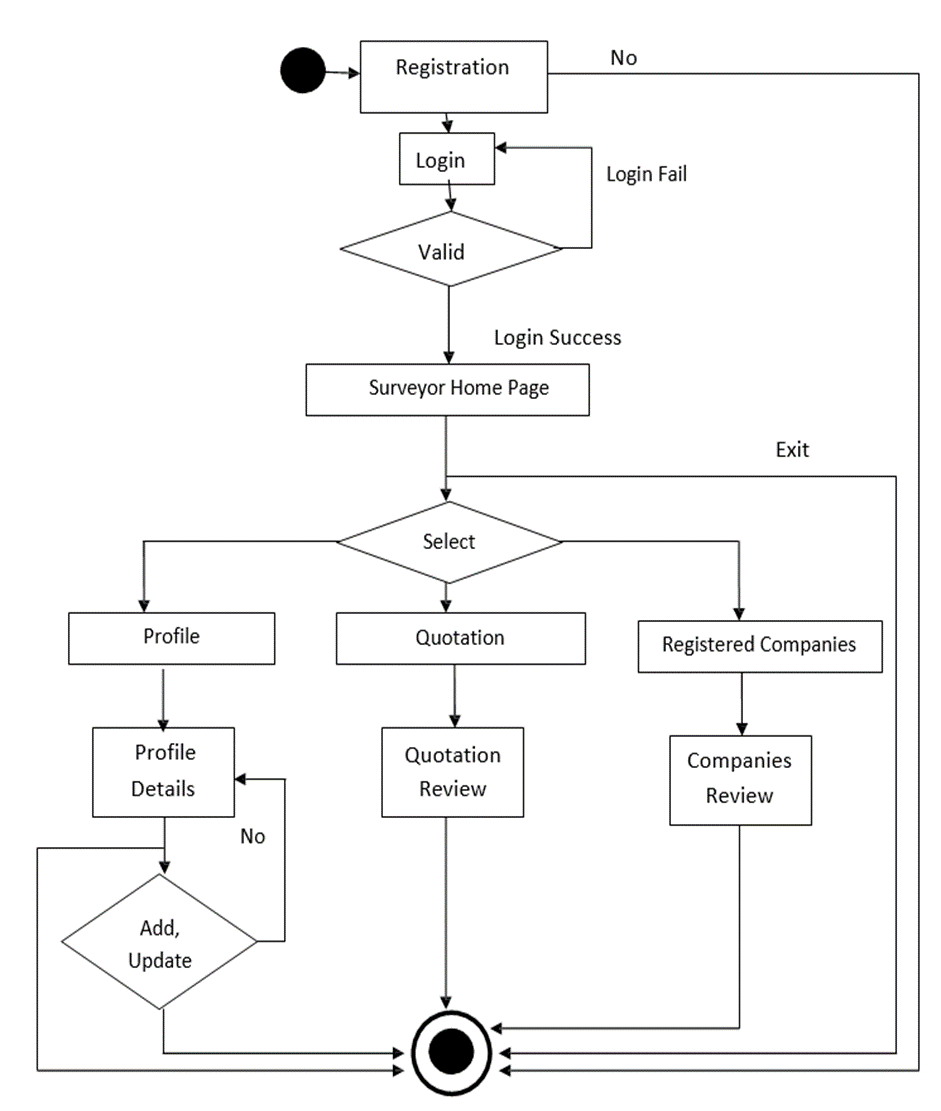 Registration
No
Login
Login Fail
Valid
Login Success
Surveyor Home Page
Exit
Select
Profile
Quotation
Registered Companies
Profile
Details
Quotation
Review
Companies
Review
No
Add,
Update